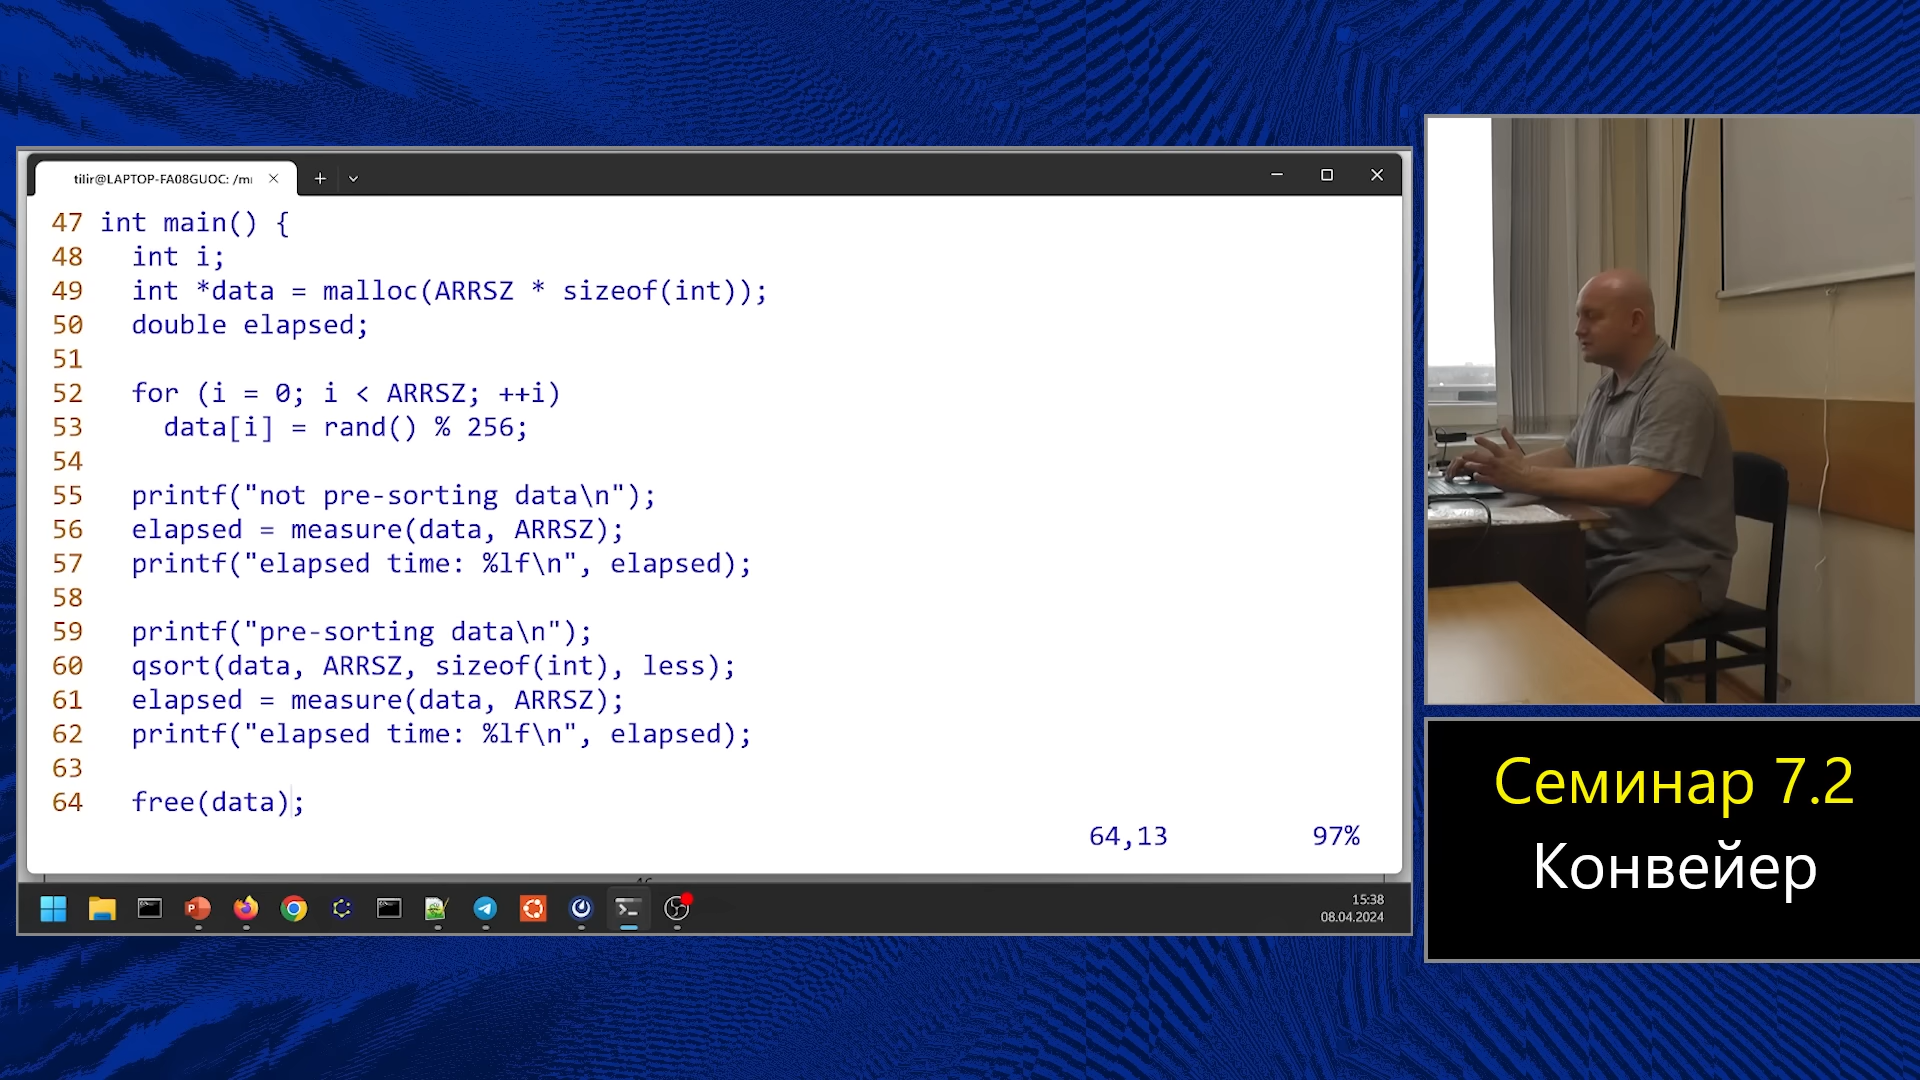 tilir@LAPTOP-FA08GUOC: /m
47 int main() {
48 int i;
49 int *data = malloc(ARRSZ * sizeof(int));
50 double elapsed;
51
52 for (i = 0; i < ARRSZ; ++i)
53 data[i] = rand() % 256;
54
55 printf("not pre-sorting data\n");
56 elapsed = measure(data, ARRSZ);
57 printf("elapsed time: %lf\n", elapsed);
58
59 printf("pre-sorting data\n");
60 qsort(data, ARRSZ, sizeof(int), less);
61 elapsed = measure(data, ARRSZ);
62 printf("elapsed time: %lf\n", elapsed);
63
64 free(data);
64,13 97%
15:38
08.04.2024
Семинар 7.2
Конвейер